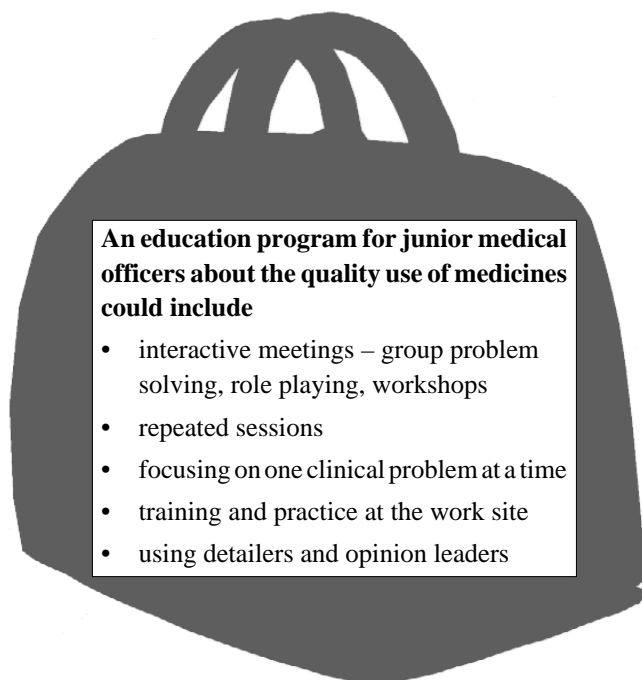 An education program for junior medical
officers about the quality use of medicines
could include
• interactive meetings – group problem
solving, role playing, workshops
• repeated sessions
• focusing on one clinical problem at a time
• training and practice at the work site
• using detailers and opinion leaders